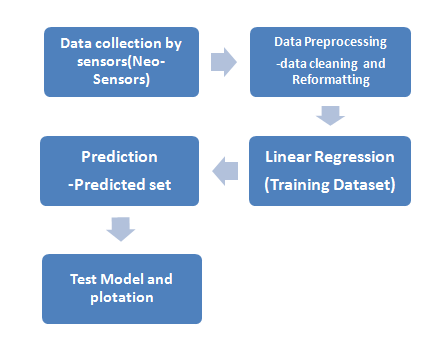 Data collection by
sensors(Neo-
Sensors)
Data Preprocessing
-data cleaning and
Reformatting
Linear Regression
(Training Dataset)
Prediction
-Predicted set
Test Model and
plotation